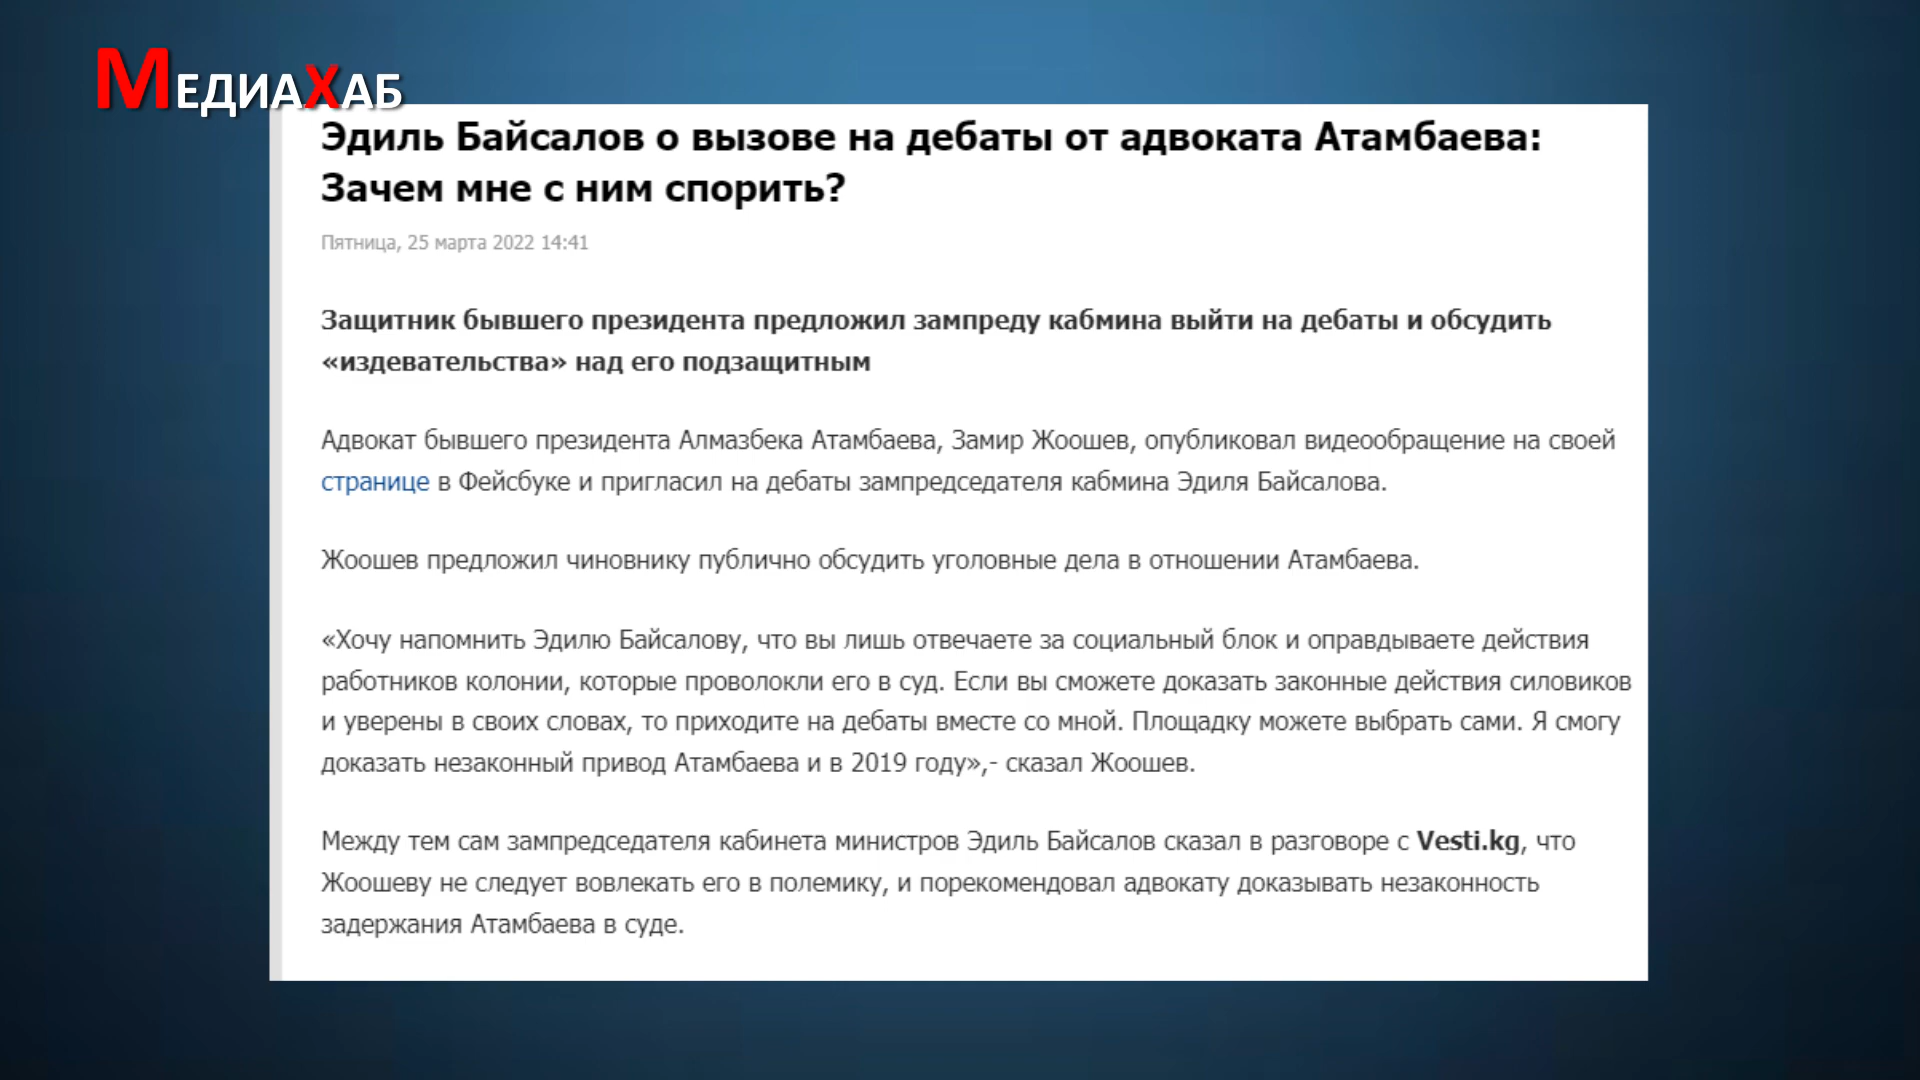 МЕДИАХАБ
Эдиль Байсалов о вызове на дебаты от адвоката Атамбаева:
Зачем мне с ним спорить?
Пятница, 25 марта 2022 14:41
Защитник бывшего президента предложил зампреду кабмина выйти на дебаты и обсудить
«издевательства» над его подзащитным
Адвокат бывшего президента Алмазбека Атамбаева, Замир Жоошев, опубликовал видеообращение на своей
странице в Фейсбуке и пригласил на дебаты зампредседателя кабмина Эдиля Байсалова.
Жоошев предложил чиновнику публично обсудить уголовные дела в отношении Атамбаева.
«Хочу напомнить Эдилю Байсалову, что вы лишь отвечаете за социальный блок и оправдываете действия
работников колонии, которые проволокли его в суд. Если вы сможете доказать законные действия силовиков
и уверены в своих словах, то приходите на дебаты вместе со мной. Площадку можете выбрать сами. Я смогу
доказать незаконный привод Атамбаева и в 2019 году»,- сказал Жоошев.
Между тем сам зампредседателя кабинета министров Эдиль Байсалов сказал в разговоре с Vesti.kg, что
Жоошеву не следует вовлекать его в полемику, и порекомендовал адвокату доказывать незаконность
задержания Атамбаева в суде.